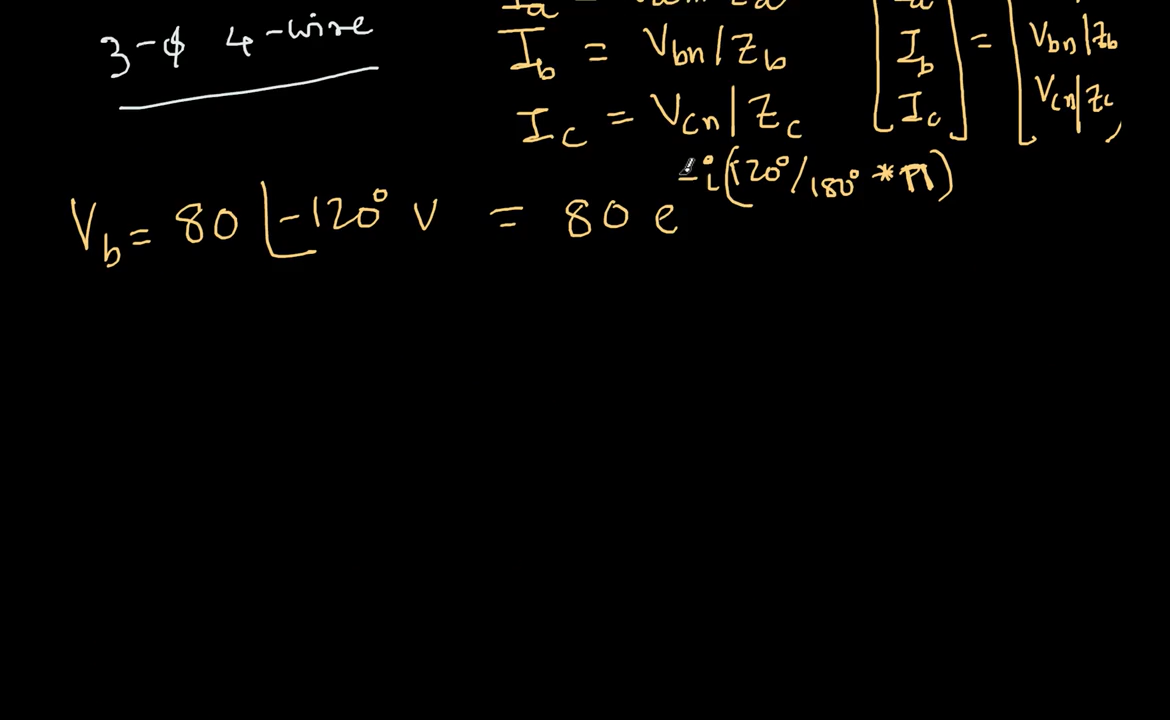 3-ϕ 4-wire
I_b = V_bn / Z_b
I_c = V_cn | Z_c
[ I_b I_c ] = [ V_bn / Z_b V_cn | Z_c
V_b = 80 ∠-120° V = 80 e^{-i(120°/180° * PI)}